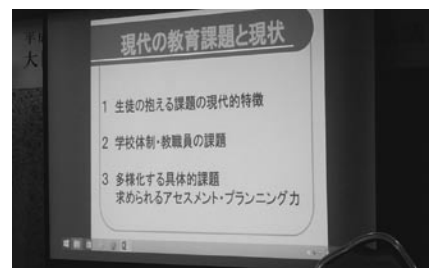 現代の教育課題と現状
1 生徒の抱える課題の現代的特徴
2 学校体制・教職員の課題
3 多様化する具体的課題
求められるアセスメント・プランニング力